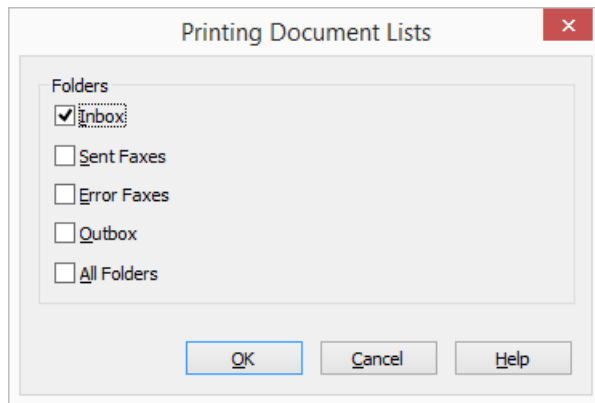 Printing Document Lists
Folders
Inbox
Sent Faxes
Error Faxes
Outbox
All Folders
OK Cancel Help